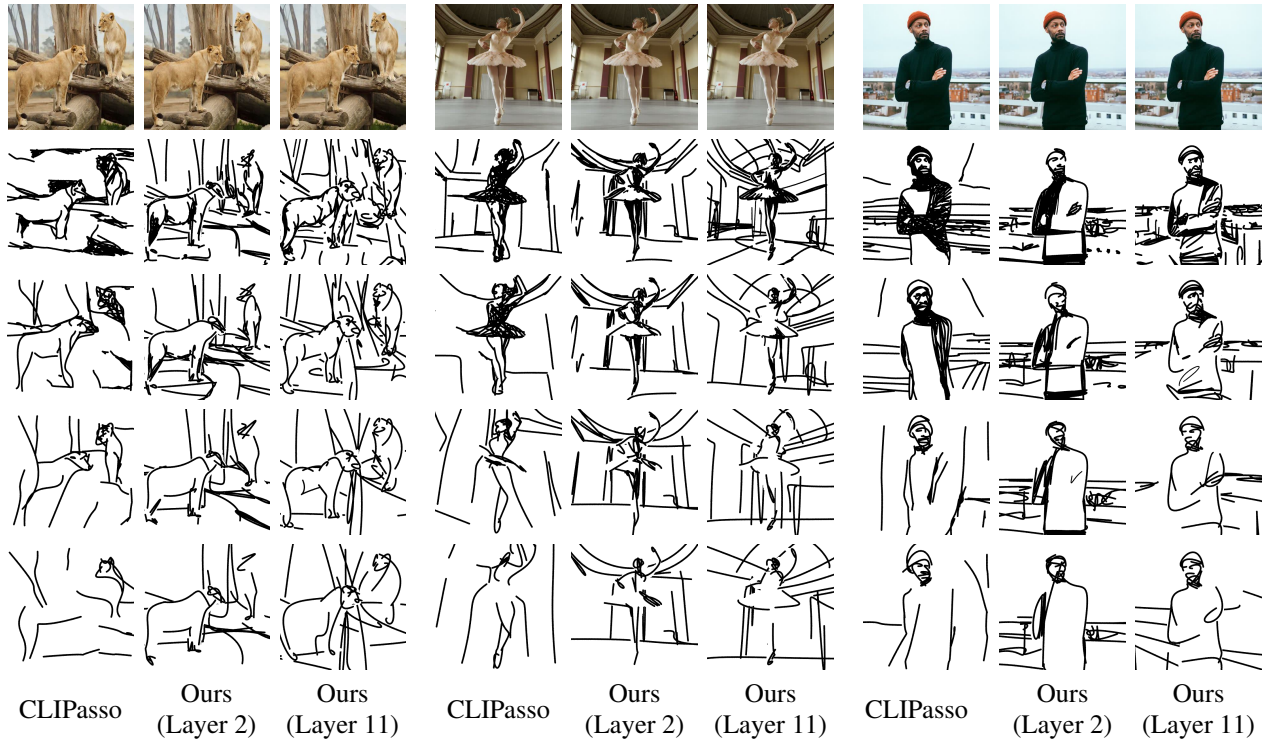 CLIPasso
Ours
(Layer 2)
Ours
(Layer 11)
CLIPasso
Ours
(Layer 2)
Ours
(Layer 11)
CLIPasso
Ours
(Layer 2)
Ours
(Layer 11)